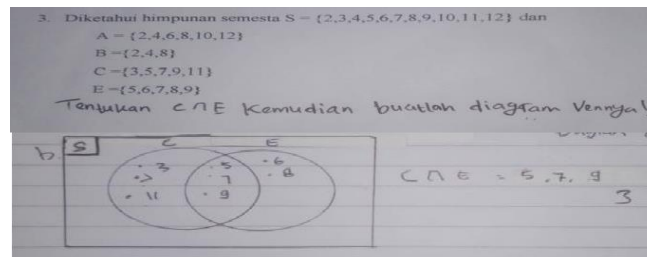 3. Diketahui himpunan semesta S = {2,3,4,5,6,7,8,9,10,11,12} dan
A = {2,4,6,8,10,12}
B ={2,4,8}
C ={3,5,7,9,11}
E ={5,6,7,8,9}
Tentukan C ∩ E kemudian buatlah diagram Vennya!
b. S C E
. 3 . 5 . 6
. 7 . 8
. 11 . 9
C ∩ E = 5, 7, 9
3